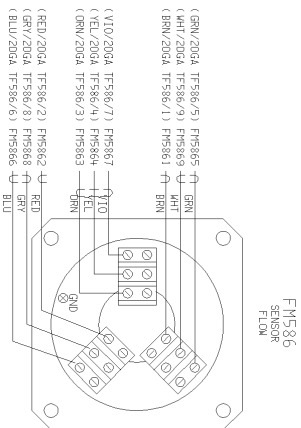 FM586
SENSOR
FLOW
(GRN/20GA TF586/5) FM5865 GRN
(WHT/20GA TF586/9) FM5869 WHT
(BRN/20GA TF586/1) FM5861 BRN
(VIO/20GA TF586/7) FM5867 VIO
(YEL/20GA TF586/4) FM5864 YEL
(ORN/20GA TF586/3) FM5863 ORN
(RED/20GA TF586/2) FM5862 RED
(GRY/20GA TF586/8) FM5868 GRY
(BLU/20GA TF586/6) FM5866 BLU
GND